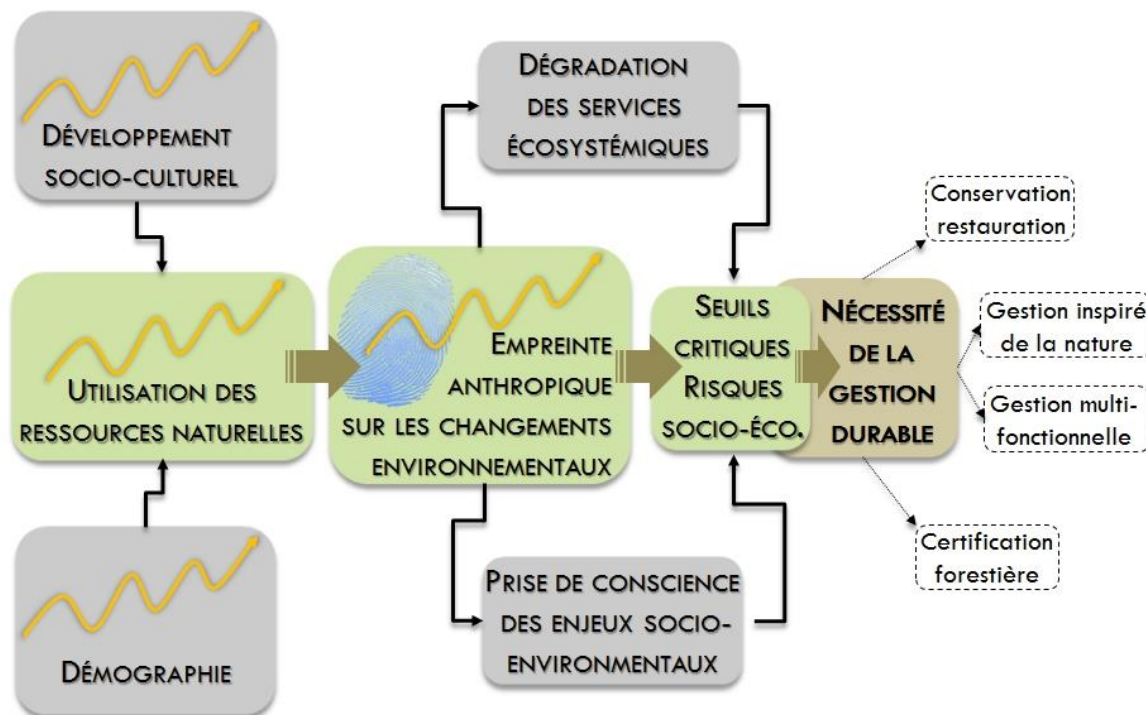 DÉVELOPPEMENT
SOCIO-CULTUREL
UTILISATION DES
RESSOURCES NATURELLES
DÉMOGRAPHIE
DÉGRADATION
DES SERVICES
ÉCOSYSTÉMIQUES
EMPREINTE
ANTHROPIQUE
SUR LES CHANGEMENTS
ENVIRONNEMENTAUX
PRISE DE CONSCIENCE
DES ENJEUX SOCIO-
ENVIRONMENTAUX
SEUILS
CRITIQUES
RISQUES
SOCIO-ÉCO.
NÉCESSITÉ
DE LA
GESTION
DURABLE
Conservation
restauration
Gestion inspiré
de la nature
Gestion multi-
fonctionnelle
Certification
forestière